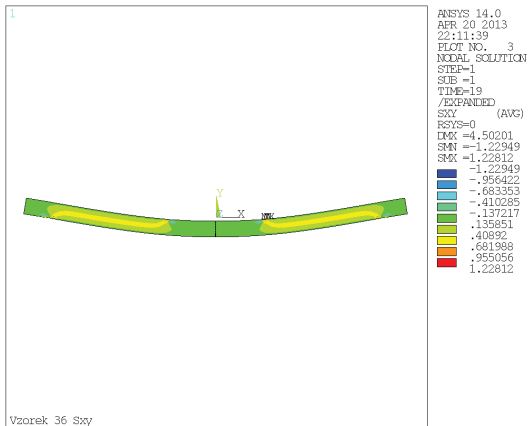 1
ANSYS 14.0
APR 20 2013
22:11:39
PLOT NO. 3
NODAL SOLUTION
STEP=1
SUB =1
TIME=19
/EXPANDED
SXY (AVG)
RSYS=0
DMX =4.50201
SMN =-1.22949
SMX =1.22812
-1.22949
-.956422
-.683353
-.410285
-.137217
.135851
.40892
.681988
.955056
1.22812
Y
X
Vzorek 36 Sxy